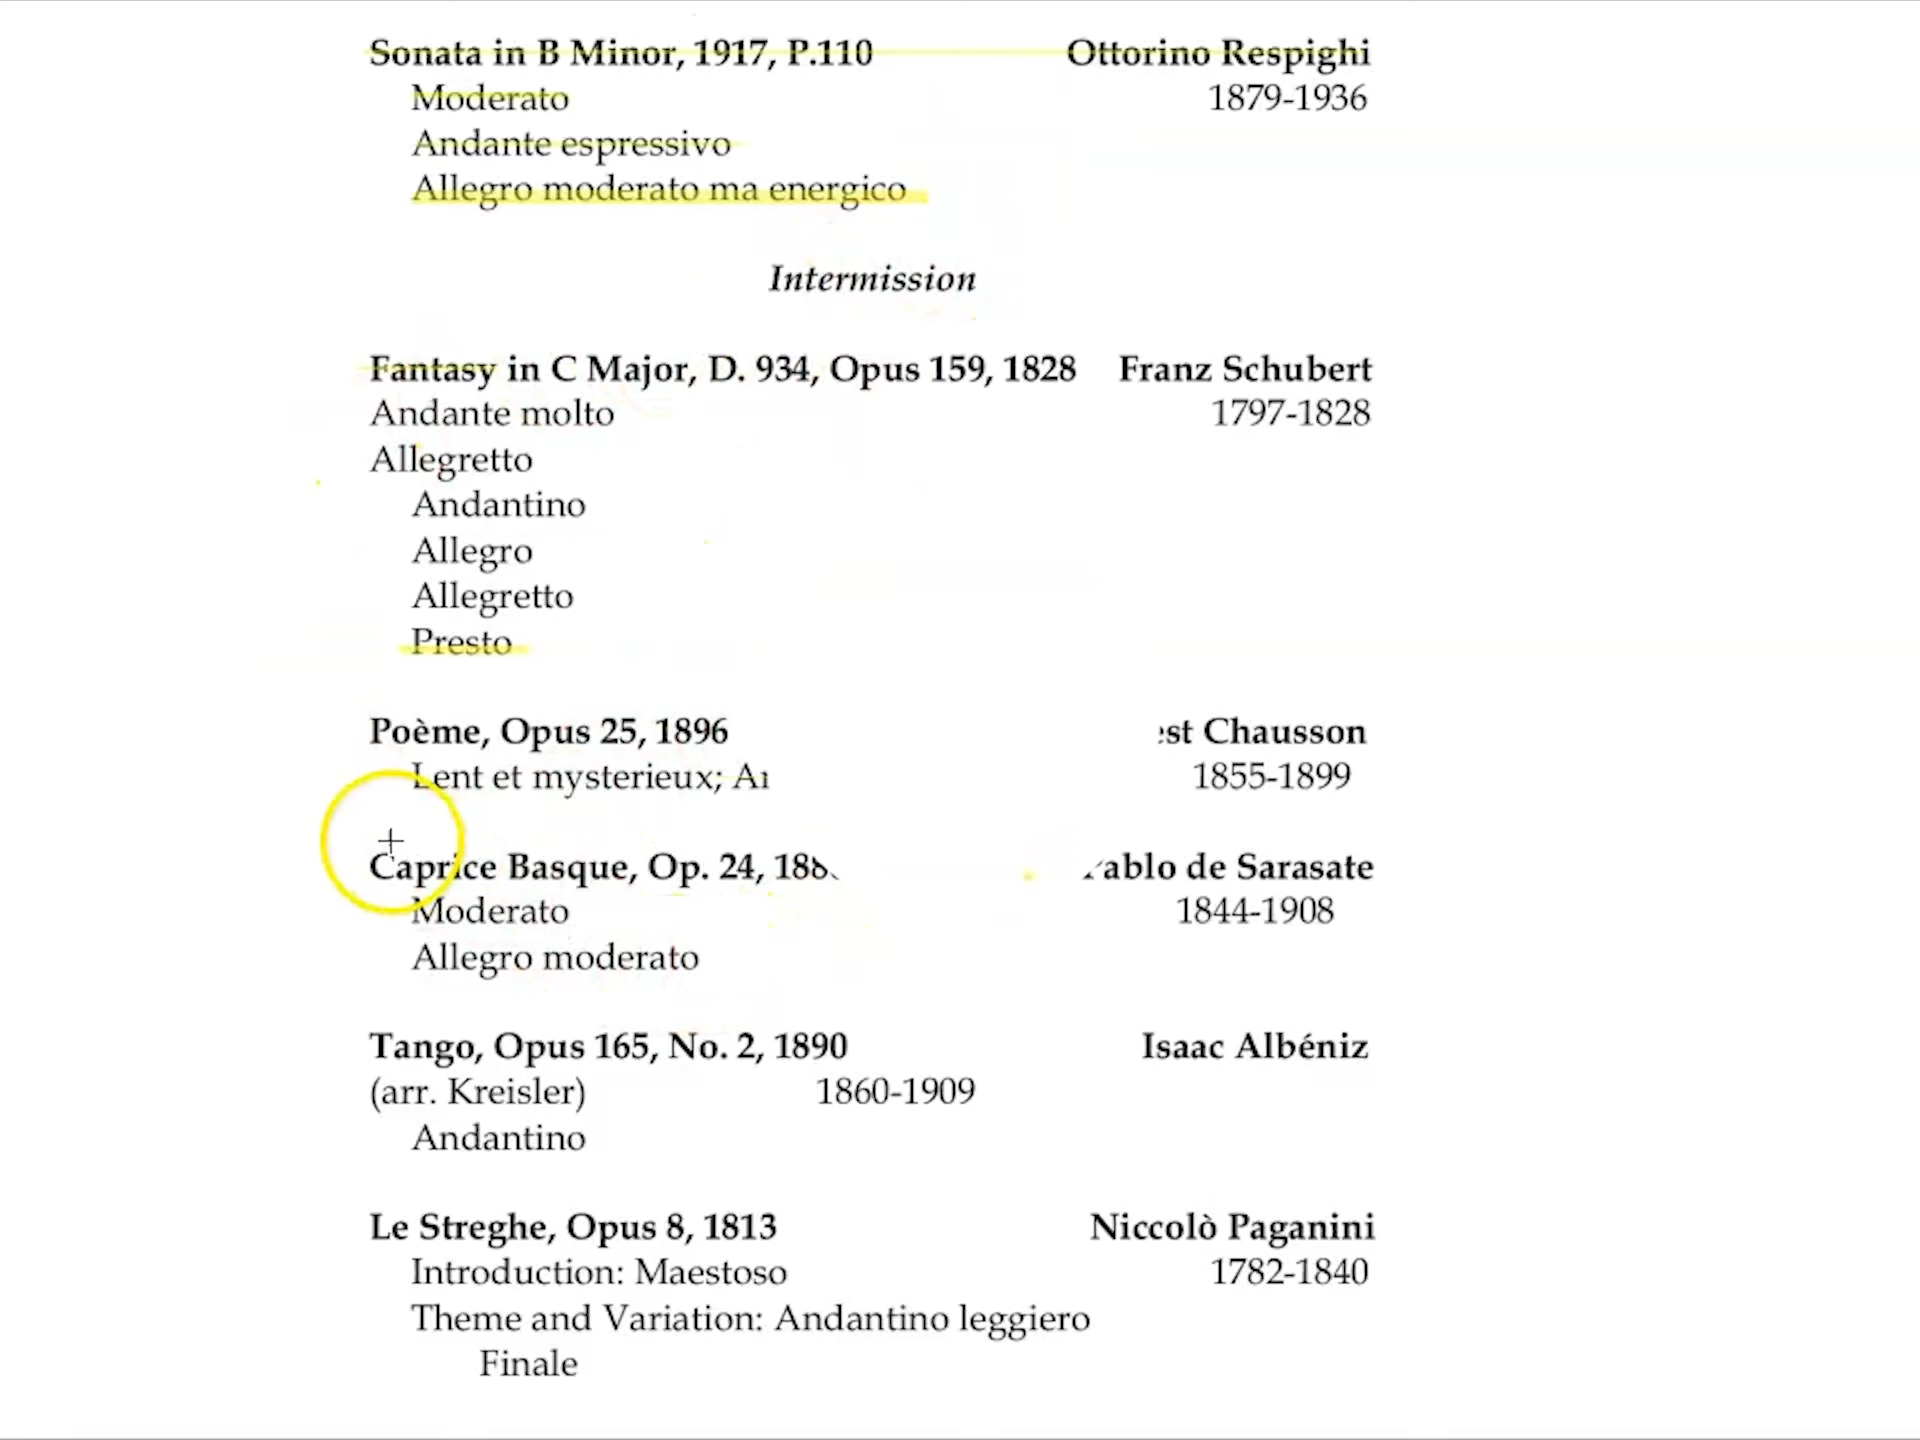 Sonata in B Minor, 1917, P.110 Ottorino Respighi
Moderato 1879-1936
Andante espressivo
Allegro moderato ma energico
Intermission
Fantasy in C Major, D. 934, Opus 159, 1828 Franz Schubert
Andante molto 1797-1828
Allegretto
Andantino
Allegro
Allegretto
Presto
Poème, Opus 25, 1896 Chausson
Lent et mysterieux; 1855-1899
Caprice Basque, Op. 24, de Sarasate
Moderato 1844-1908
Allegro moderato
Tango, Opus 165, No. 2, 1890 Isaac Albéniz
(arr. Kreisler) 1860-1909
Andantino
Le Streghe, Opus 8, 1813 Niccolò Paganini
Introduction: Maestoso 1782-1840
Theme and Variation: Andantino leggiero
Finale